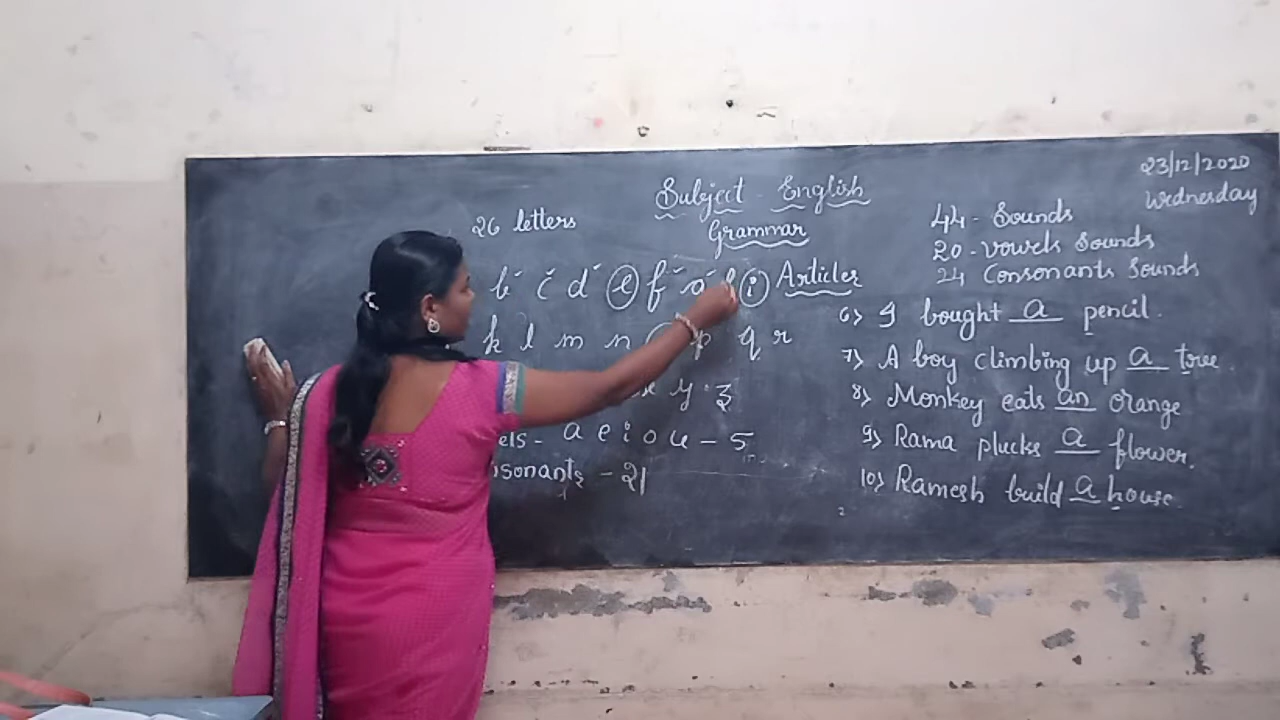 23/12/2020
Wednesday
Subject - English
Grammar
Articles
26 letters
b c d e f g h i
k l m n p q r
y z
a e i o u - 5
- 21
44 - Sounds
20 - vowels Sounds
24 Consonants Sounds
6> I bought a pencil.
7> A boy climbing up a tree.
8> Monkey eats an orange
9> Rama plucks a flower.
10> Ramesh build a house.